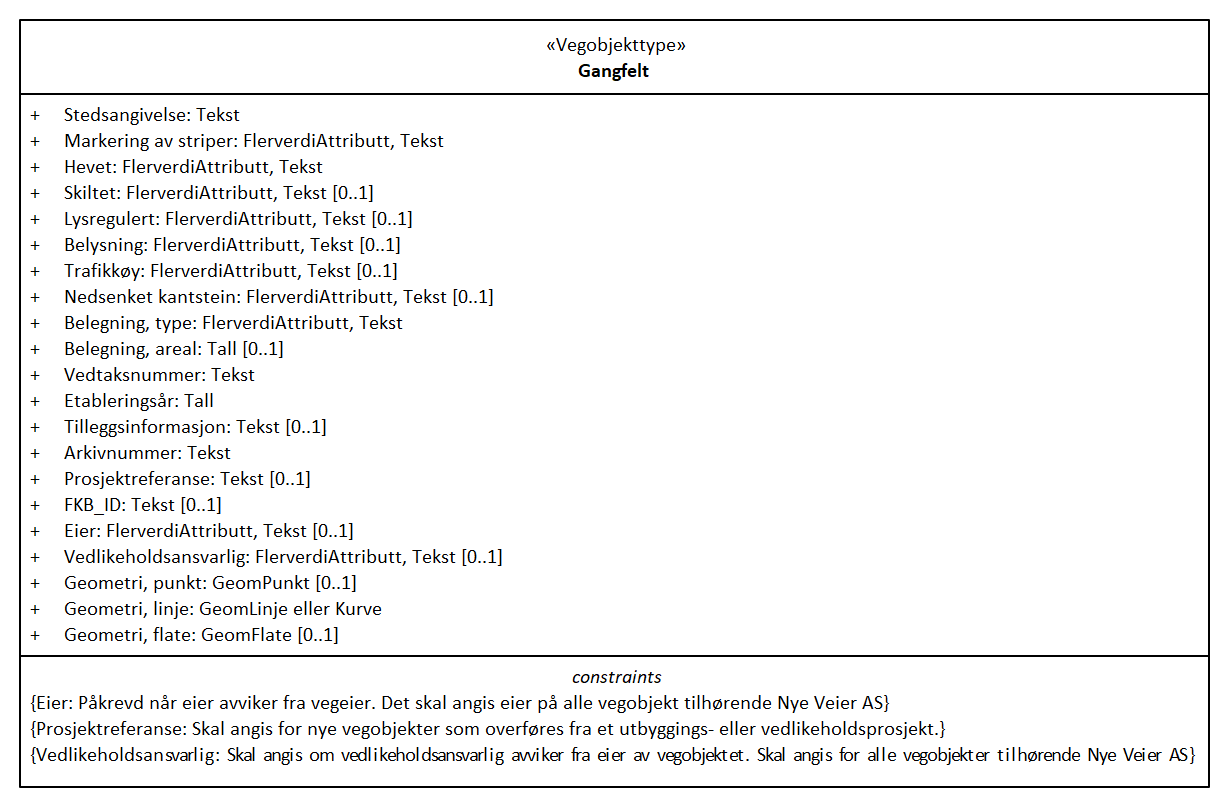 «Vegobjekttype»
Gangfelt
+ Stedsangivelse: Tekst
+ Markering av striper: FlerverdiAttributt, Tekst
+ Hevet: FlerverdiAttributt, Tekst
+ Skiltet: FlerverdiAttributt, Tekst [0..1]
+ Lysregulert: FlerverdiAttributt, Tekst [0..1]
+ Belysning: FlerverdiAttributt, Tekst [0..1]
+ Trafikkøy: FlerverdiAttributt, Tekst [0..1]
+ Nedsenket kantstein: FlerverdiAttributt, Tekst [0..1]
+ Belegning, type: FlerverdiAttributt, Tekst
+ Belegning, areal: Tall [0..1]
+ Vedtaksnummer: Tekst
+ Etableringsår: Tall
+ Tilleggsinformasjon: Tekst [0..1]
+ Arkivnummer: Tekst
+ Prosjektreferanse: Tekst [0..1]
+ FKB_ID: Tekst [0..1]
+ Eier: FlerverdiAttributt, Tekst [0..1]
+ Vedlikeholdsansvarlig: FlerverdiAttributt, Tekst [0..1]
+ Geometri, punkt: GeomPunkt [0..1]
+ Geometri, linje: GeomLinje eller Kurve
+ Geometri, flate: GeomFlate [0..1]
constraints
{Eier: Påkrevd når eier avviker fra vegeier. Det skal angis eier på alle vegobjekt tilhørende Nye Veier AS}
{Prosjektreferanse: Skal angis for nye vegobjekter som overføres fra et utbyggings- eller vedlikeholdsprosjekt.}
{Vedlikeholdsansvarlig: Skal angis om vedlikeholdsansvarlig avviker fra eier av vegobjektet. Skal angis for alle vegobjekter tilhørende Nye Veier AS}